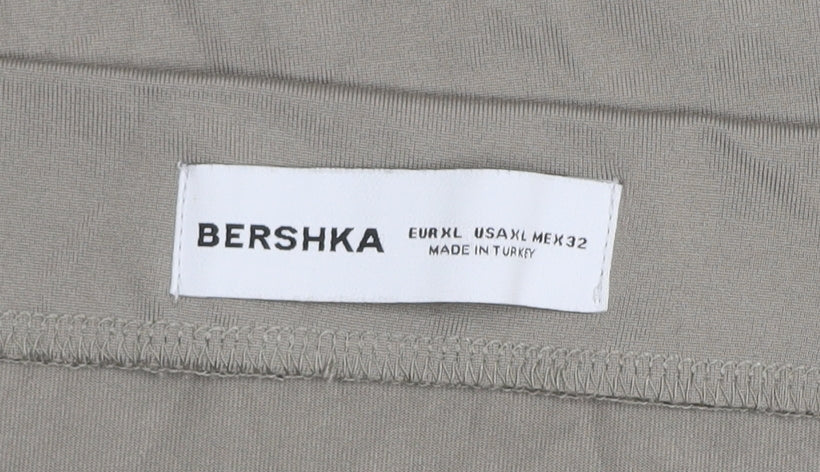 BERSHKA
EUR XL USA XL MEX 32
MADE IN TURKEY